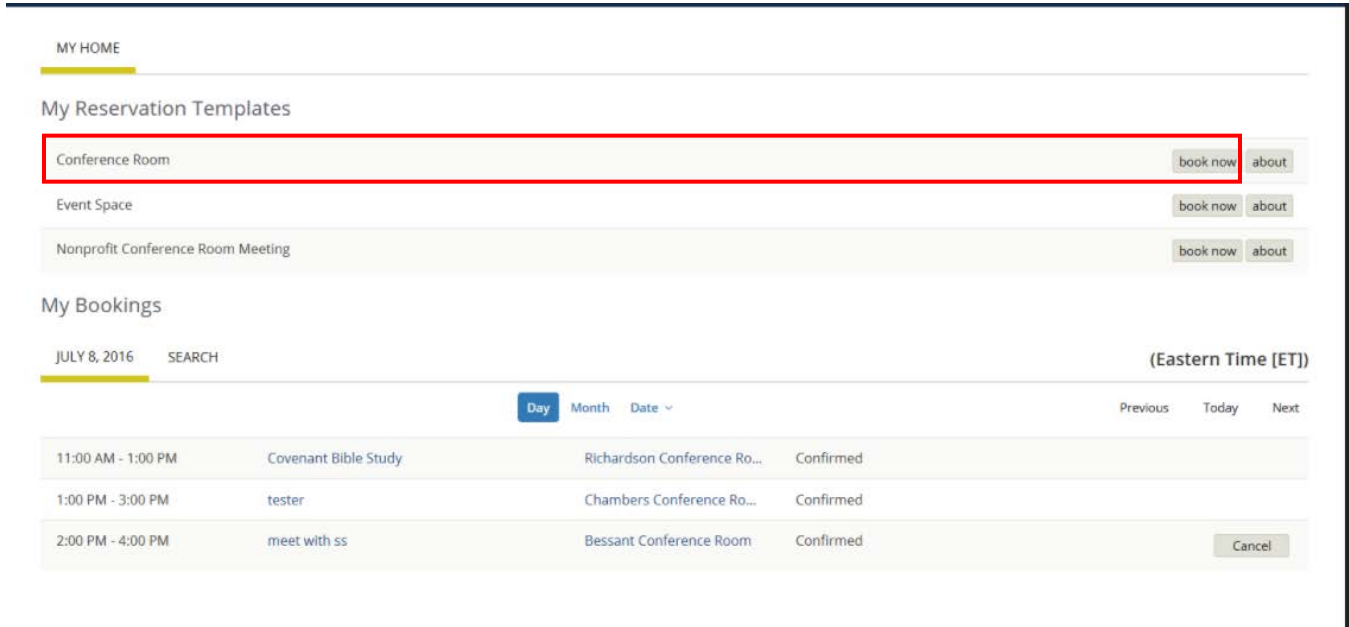 MY HOME
My Reservation Templates
Conference Room book now about
Event Space book now about
Nonprofit Conference Room Meeting book now about
My Bookings
JULY 8, 2016 SEARCH (Eastern Time [ET])
Day Month Date Previous Today Next
11:00 AM - 1:00 PM Covenant Bible Study Richardson Conference Ro... Confirmed
1:00 PM - 3:00 PM tester Chambers Conference Ro... Confirmed
2:00 PM - 4:00 PM meet with ss Bessant Conference Room Confirmed Cancel